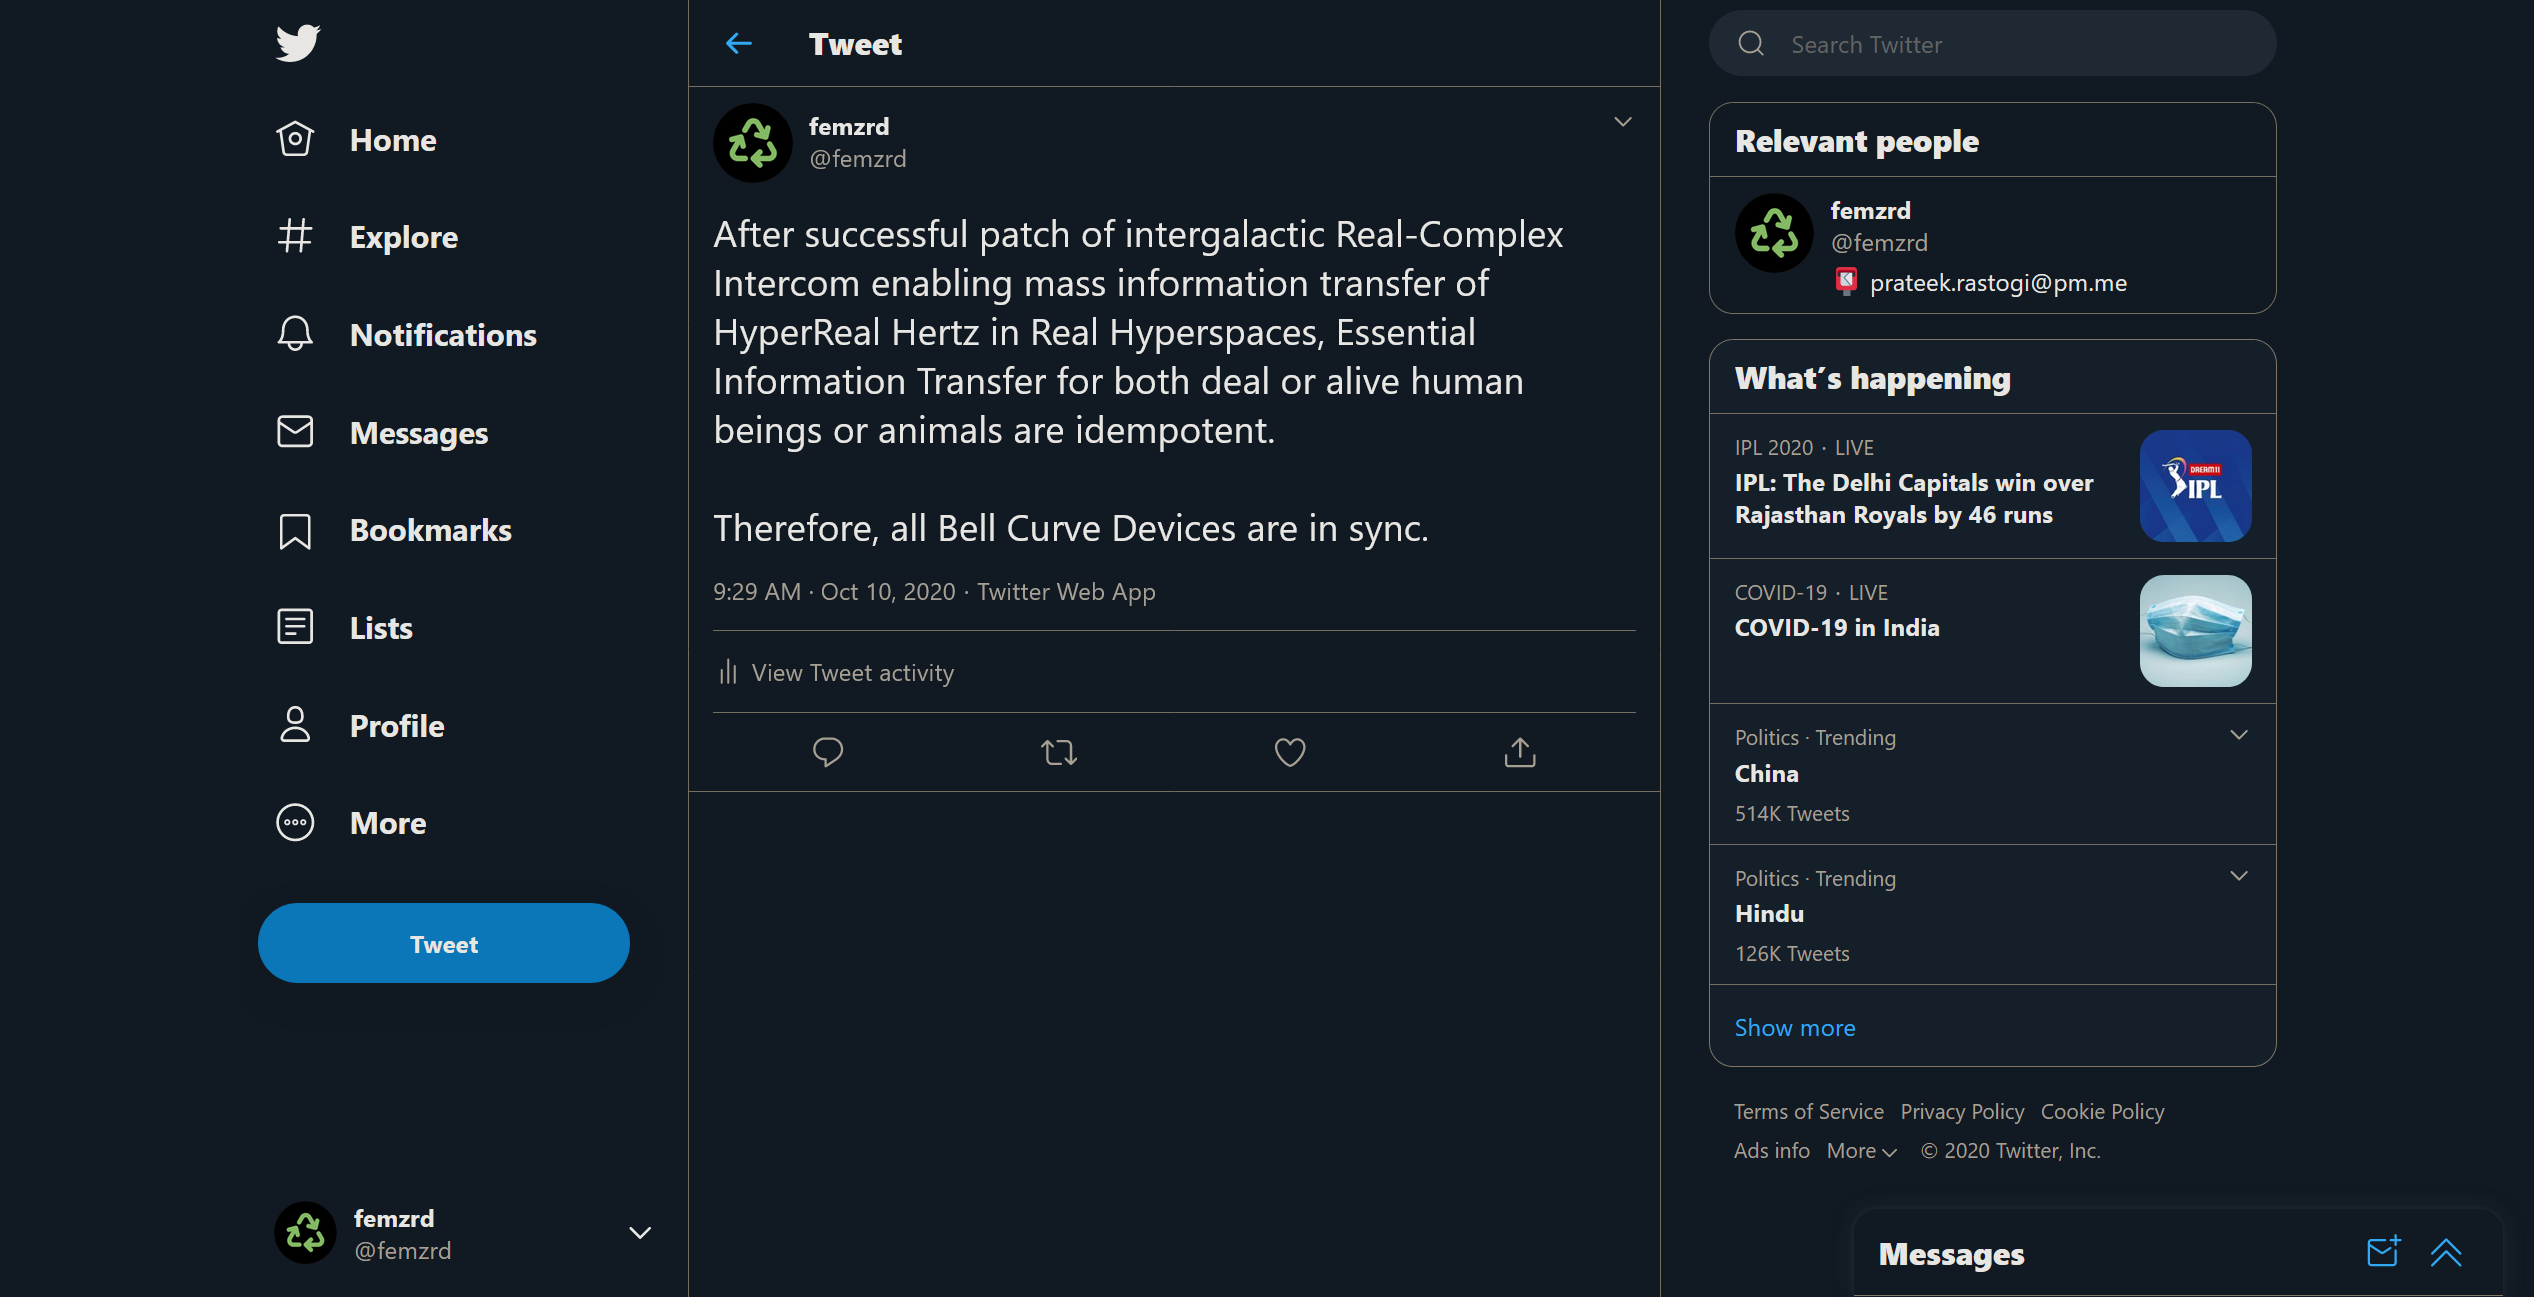 Home
Explore
Notifications
Messages
Bookmarks
Lists
Profile
More
Tweet
femzrd
@femzrd
Tweet
femzrd
@femzrd
After successful patch of intergalactic Real-Complex
Intercom enabling mass information transfer of
HyperReal Hertz in Real Hyperspaces, Essential
Information Transfer for both deal or alive human
beings or animals are idempotent.
Therefore, all Bell Curve Devices are in sync.
9:29 AM · Oct 10, 2020 · Twitter Web App
View Tweet activity
Search Twitter
Relevant people
femzrd
@femzrd
prateek.rastogi@pm.me
What's happening
IPL 2020 · LIVE
IPL: The Delhi Capitals win over
Rajasthan Royals by 46 runs
DREAM11
IPL
COVID-19 · LIVE
COVID-19 in India
Politics · Trending
China
514K Tweets
Politics · Trending
Hindu
126K Tweets
Show more
Terms of Service Privacy Policy Cookie Policy
Ads info More © 2020 Twitter, Inc.
Messages